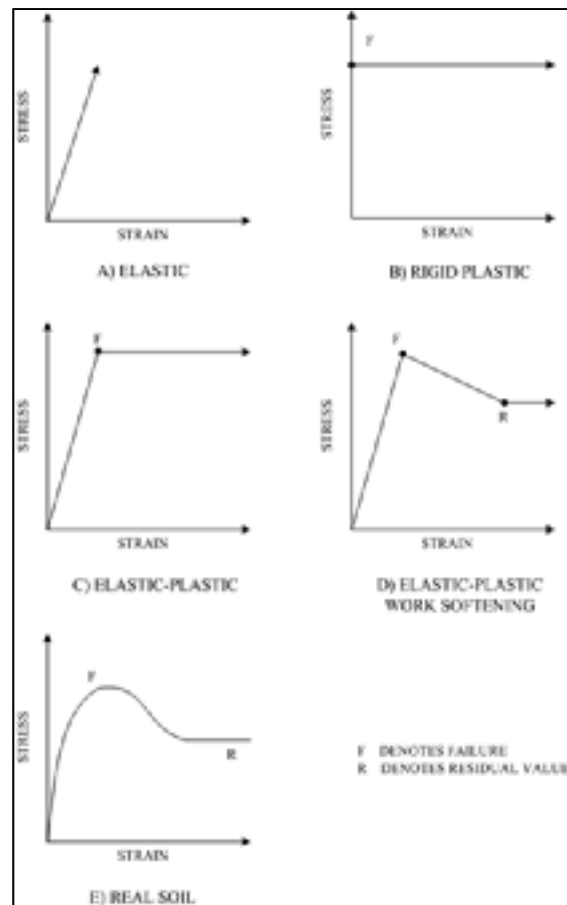 STRESS
STRAIN
A) ELASTIC
F
STRESS
STRAIN
B) RIGID PLASTIC
F
STRESS
STRAIN
C) ELASTIC-PLASTIC
F
R
STRESS
STRAIN
D) ELASTIC-PLASTIC
WORK SOFTENING
F
R
STRESS
STRAIN
E) REAL SOIL
F DENOTES FAILURE
R DENOTES RESIDUAL VALUE